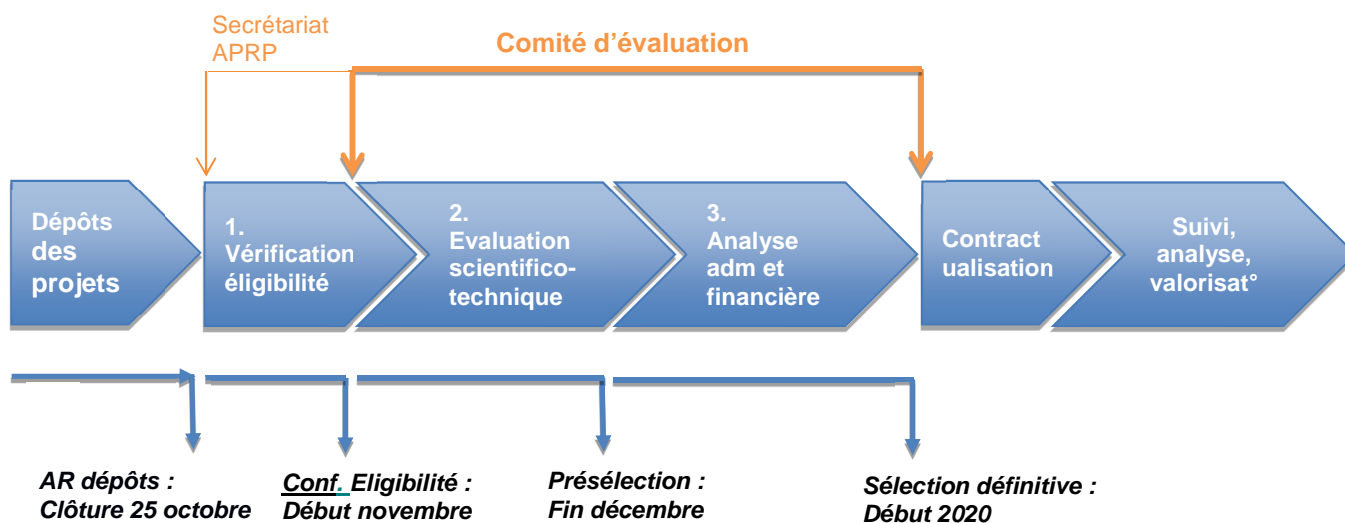 Secrétariat
APRP
Comité d'évaluation
Dépôts
des
projets
1.
Vérification
éligibilité
2.
Evaluation
scientifico-
technique
3.
Analyse
adm et
financière
Contract
ualisation
Suivi,
analyse,
valorisat°
AR dépôts :
Clôture 25 octobre
Conf. Eligibilité :
Début novembre
Présélection :
Fin décembre
Sélection définitive :
Début 2020